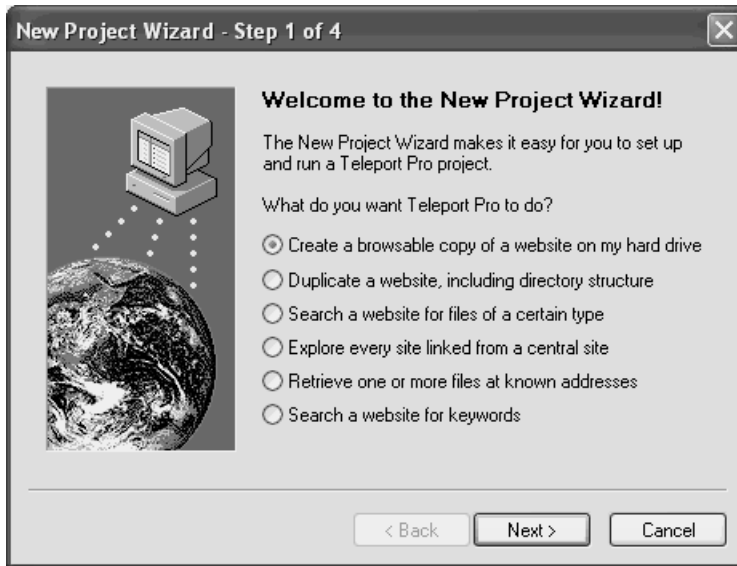 New Project Wizard - Step 1 of 4
Welcome to the New Project Wizard!
The New Project Wizard makes it easy for you to set up
and run a Teleport Pro project.
What do you want Teleport Pro to do?
Create a browsable copy of a website on my hard drive
Duplicate a website, including directory structure
Search a website for files of a certain type
Explore every site linked from a central site
Retrieve one or more files at known addresses
Search a website for keywords
< Back Next > Cancel